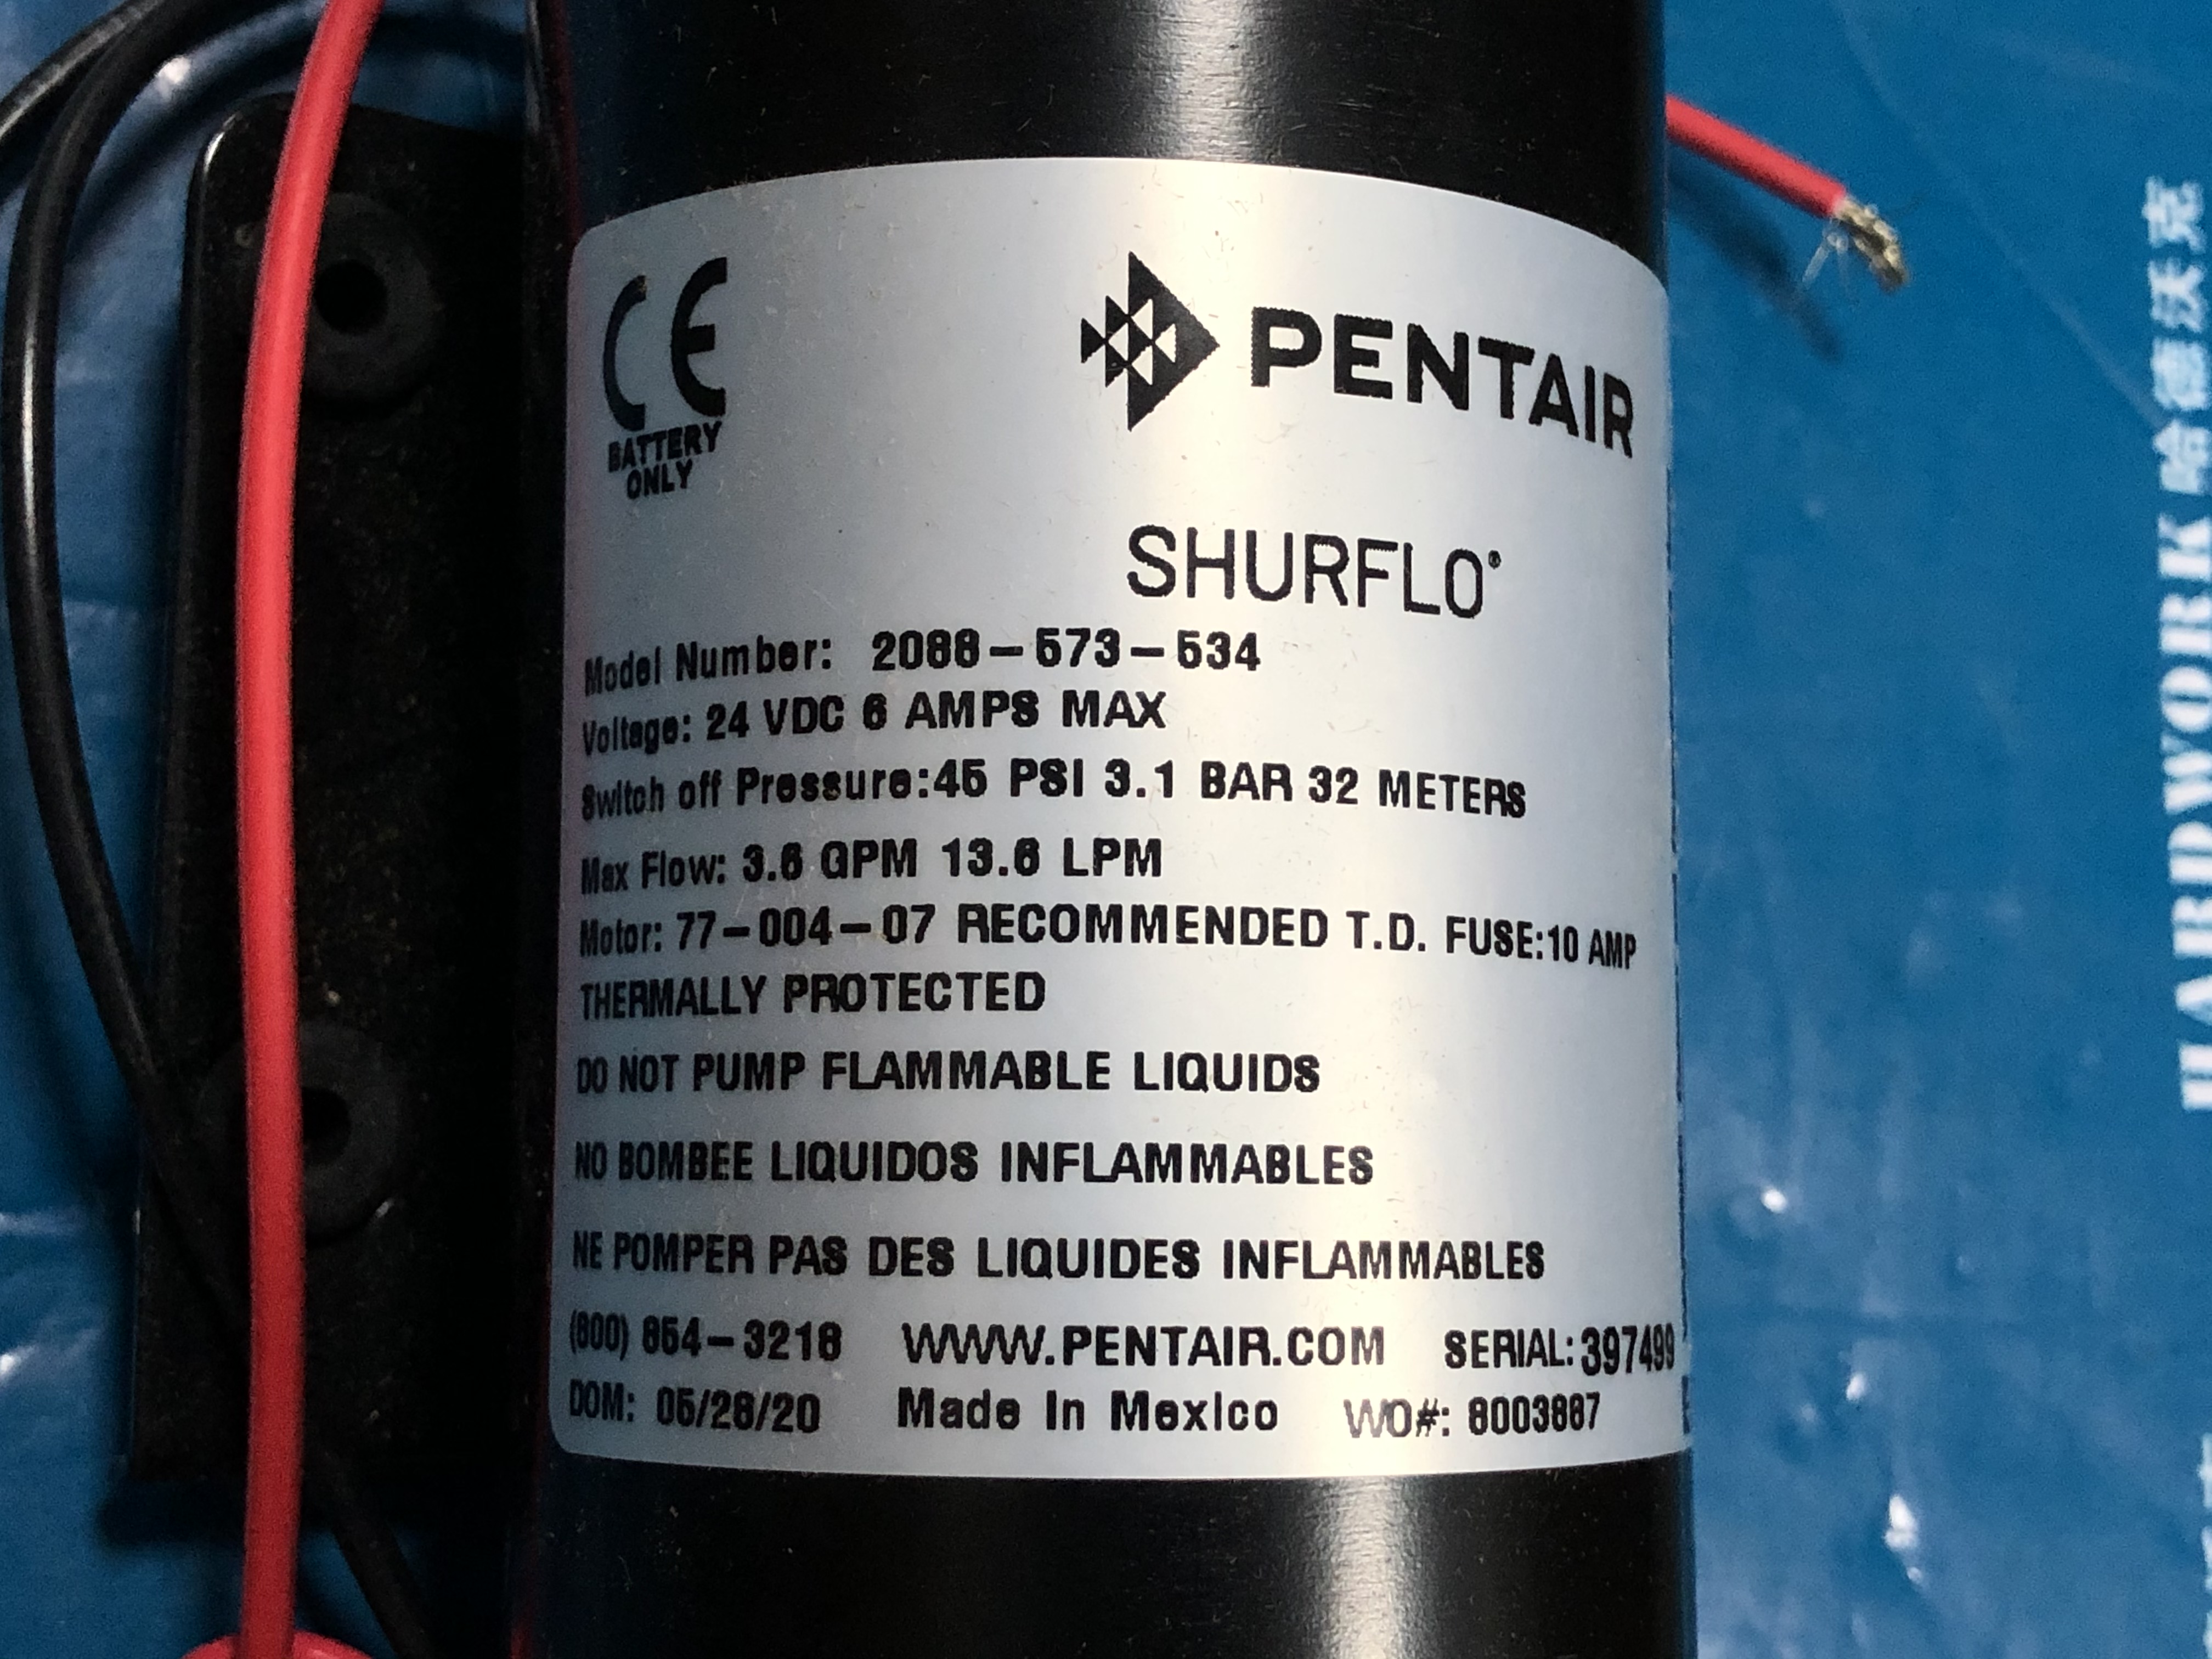 CE
BATTERY
ONLY
PENTAIR
SHURFLO®
Model Number: 2088-573-534
Voltage: 24 VDC 6 AMPS MAX
Switch off Pressure:45 PSI 3.1 BAR 32 METERS
Max Flow: 3.6 GPM 13.6 LPM
Motor: 77-004-07 RECOMMENDED T.D. FUSE:10 AMP
THERMALLY PROTECTED
DO NOT PUMP FLAMMABLE LIQUIDS
NO BOMBEE LIQUIDOS INFLAMMABLES
NE POMPER PAS DES LIQUIDES INFLAMMABLES
(800) 854-3218 WWW.PENTAIR.COM SERIAL:397499
DOM: 05/28/20 Made In Mexico WO#: 8003887
HARDWORK 哈德沃克